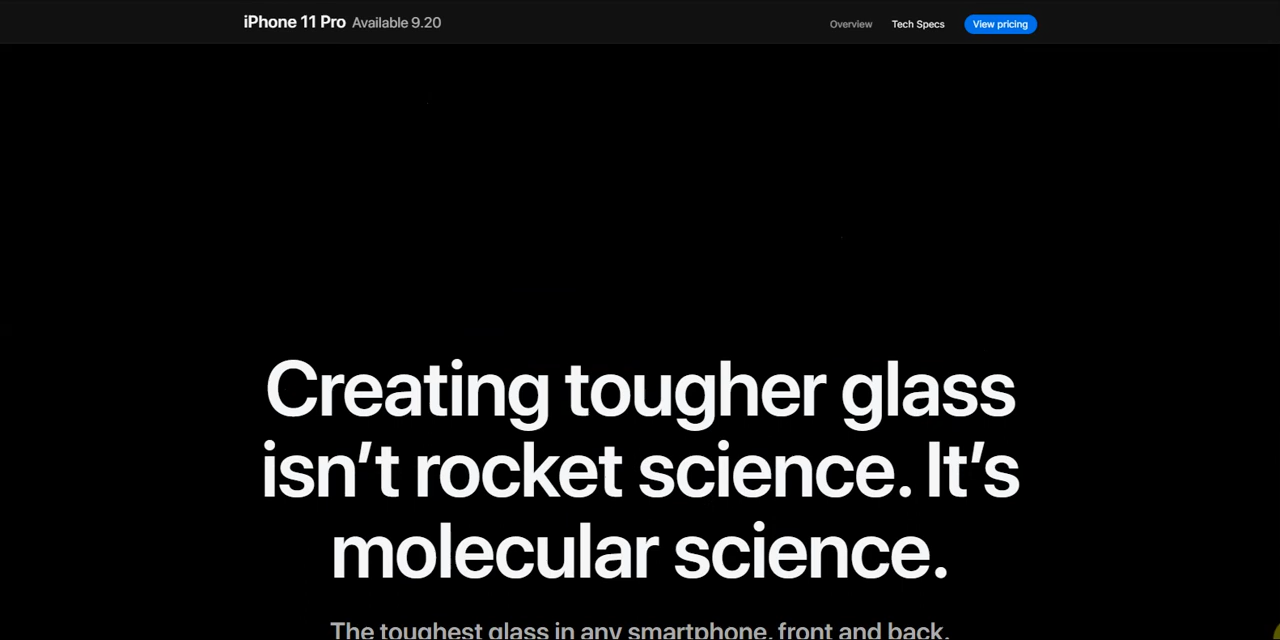 iPhone 11 Pro Available 9.20
Overview
Tech Specs
View pricing
Creating tougher glass
isn’t rocket science. It’s
molecular science.
The toughest glass in any smartphone, front and back.